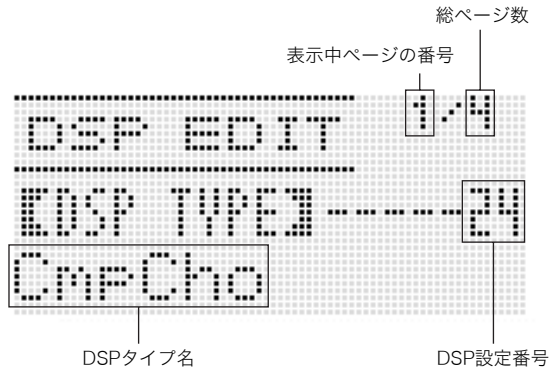 総ページ数
表示中ページの番号
DSP EDIT 1/4
【DSP TYPE】-----24
CmpCho
DSPタイプ名
DSP設定番号